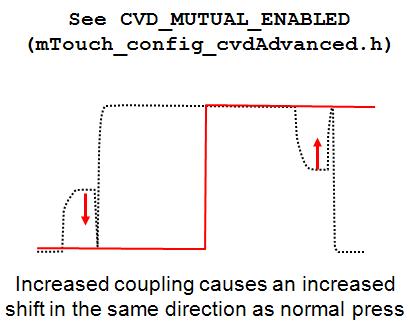 See CVD_MUTUAL_ENABLED
(mTouch_config_cvdAdvanced.h)
Increased coupling causes an increased
shift in the same direction as normal press